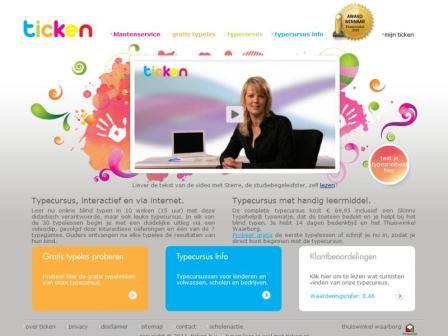 ticken
klantenservice
gratis typeles
typecursus
typecursus info
mijn ticken
AWARD
WINNAAR
ticken
test je
typesnelheid
hier
Liever de tekst van de video met Sterre, de studiebegeleidster, zelf lezen?
Typecursus, interactief en via internet.
Leer nu online blind typen in 10 weken (15 uur) met deze
didactisch verantwoorde, maar ook leuke typecursus. In elk van
de 30 typelessen begin je met een duidelijke uitleg via een
videoclip, gevolgd door interactieve oefeningen en één van de 7
typegames. Ouders ontvangen na elke typeles de resultaten van
hun kind.
Typecursus met handig leermiddel.
De complete typecursus kost € 69,95 inclusief een Skinny
Typehelp® typematje, dat de toetsen bedekt en je helpt bij het
blind typen. Je hebt 14 dagen bedenktijd en het Thuiswinkel
Waarborg.
Probeer gratis de eerste typelessen of schrijf je nu in, zodat je
direct kunt beginnen met de typecursus.
Gratis typeles proberen
Probeer hier de gratis typelessen
van onze typecursus.
Typecursus Info
Typecursussen voor kinderen en
volwassen, scholen en bedrijven.
Klantbeoordelingen
Klik hier om te lezen wat cursisten
vinden van onze typecursus.
Waarderingscijfer: 8.46
over ticken
privacy
disclaimer
sitemap
contact
scholenactie
thuiswinkel waarborg